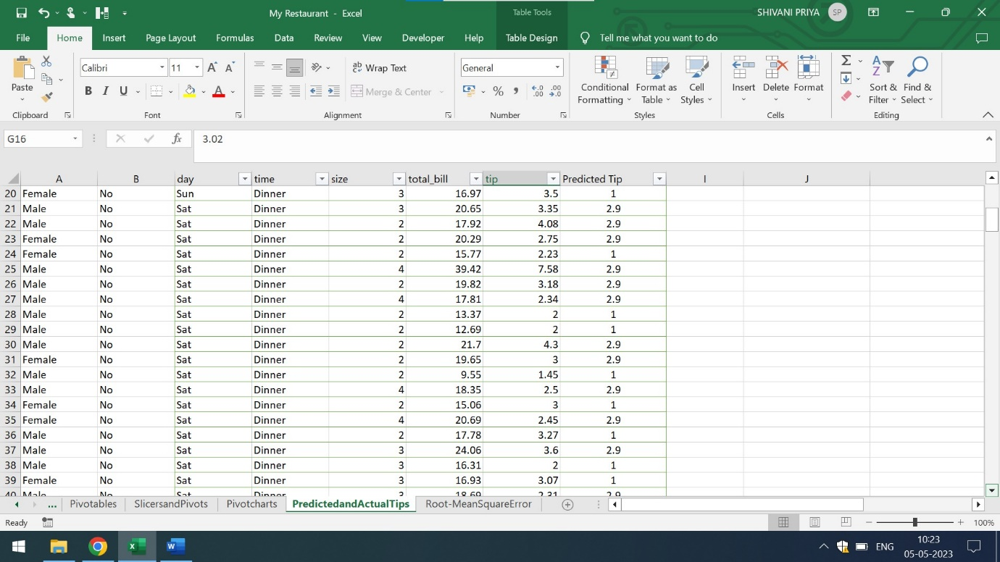 My Restaurant - Excel
Table Tools
SHIVANI PRIYA SP
File Home Insert Page Layout Formulas Data Review View Developer Help Table Design Tell me what you want to do
Paste
Calibri 11
B I U
Wrap Text
Merge & Center
General
Conditional Formatting
Format as Table
Cell Styles
Insert
Delete
Format
Sort & Filter
Find & Select
Clipboard Font Alignment Number Styles Cells Editing
G16 fx 3.02
A B day time size total_bill tip Predicted Tip I J
20 Female No Sun Dinner 3 16.97 3.5 1
21 Male No Sat Dinner 3 20.65 3.35 2.9
22 Male No Sat Dinner 2 17.92 4.08 2.9
23 Female No Sat Dinner 2 20.29 2.75 2.9
24 Female No Sat Dinner 2 15.77 2.23 1
25 Male No Sat Dinner 4 39.42 7.58 2.9
26 Male No Sat Dinner 2 19.82 3.18 2.9
27 Male No Sat Dinner 4 17.81 2.34 2.9
28 Male No Sat Dinner 2 13.37 2 1
29 Male No Sat Dinner 2 12.69 2 1
30 Male No Sat Dinner 2 21.7 4.3 2.9
31 Female No Sat Dinner 2 19.65 3 2.9
32 Male No Sat Dinner 2 9.55 1.45 1
33 Male No Sat Dinner 4 18.35 2.5 2.9
34 Female No Sat Dinner 2 15.06 3 1
35 Female No Sat Dinner 4 20.69 2.45 2.9
36 Male No Sat Dinner 2 17.78 3.27 1
37 Male No Sat Dinner 3 24.06 3.6 2.9
38 Male No Sat Dinner 3 16.31 2 1
39 Female No Sat Dinner 3 16.93 3.07 1
40 Male No Sat Dinner 3 18.69 2.31 2.9
... Pivotables SlicersandPivots Pivotcharts PredictedandActualTips Root-MeanSquareError
Ready 100%
ENG 10:23
05-05-2023